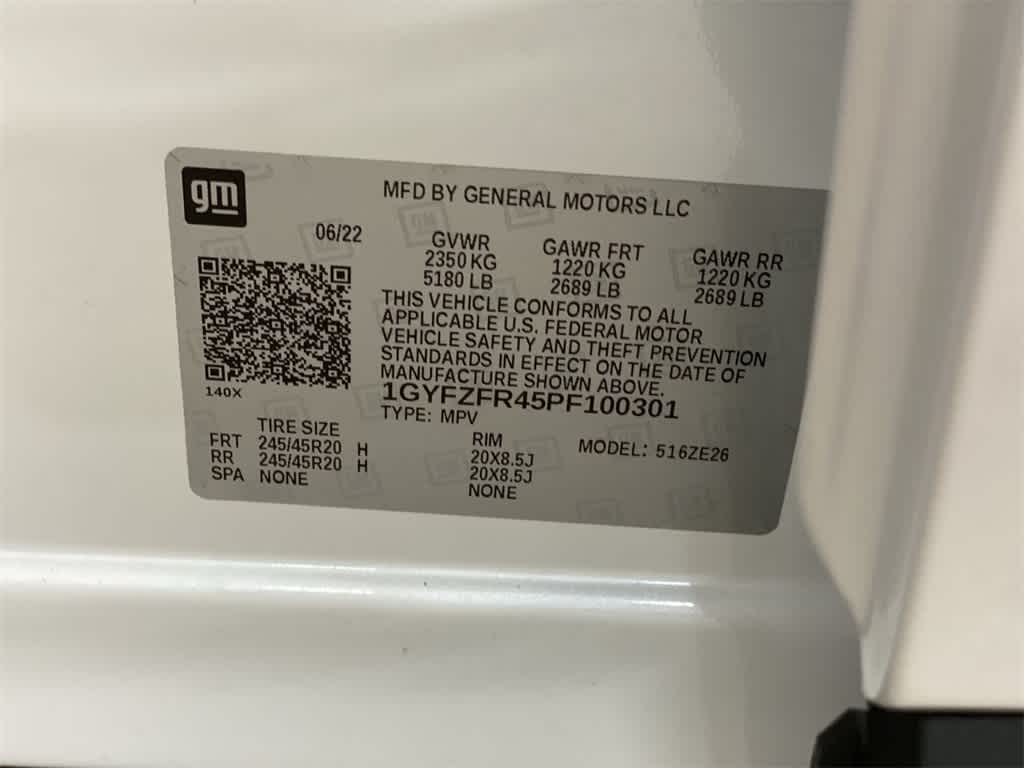 gm
MFD BY GENERAL MOTORS LLC
06/22
GVWR GAWR FRT GAWR RR
2350 KG 1220 KG 1220 KG
5180 LB 2689 LB 2689 LB
THIS VEHICLE CONFORMS TO ALL
APPLICABLE U.S. FEDERAL MOTOR
VEHICLE SAFETY AND THEFT PREVENTION
STANDARDS IN EFFECT ON THE DATE OF
MANUFACTURE SHOWN ABOVE.
140X
1GYFZFR45PF100301
TYPE: MPV
TIRE SIZE RIM MODEL: 516ZE26
FRT 245/45R20 H 20X8.5J
RR 245/45R20 H 20X8.5J
SPA NONE NONE